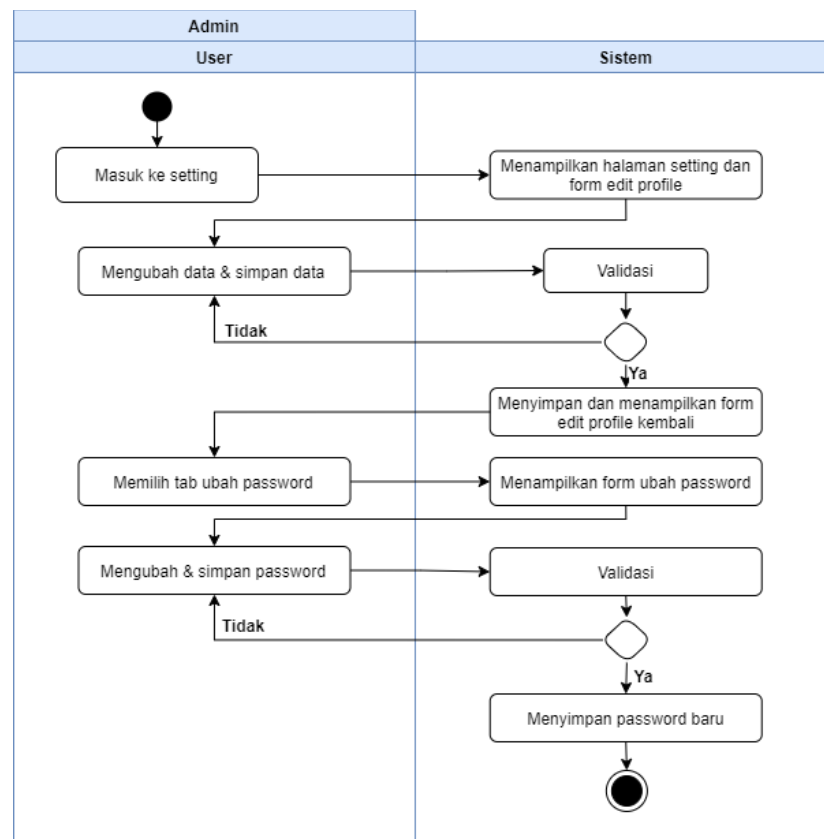 Admin
User
Sistem
Masuk ke setting
Menampilkan halaman setting dan
form edit profile
Mengubah data & simpan data
Validasi
Tidak
Ya
Menyimpan dan menampilkan form
edit profile kembali
Memilih tab ubah password
Menampilkan form ubah password
Mengubah & simpan password
Validasi
Tidak
Ya
Menyimpan password baru